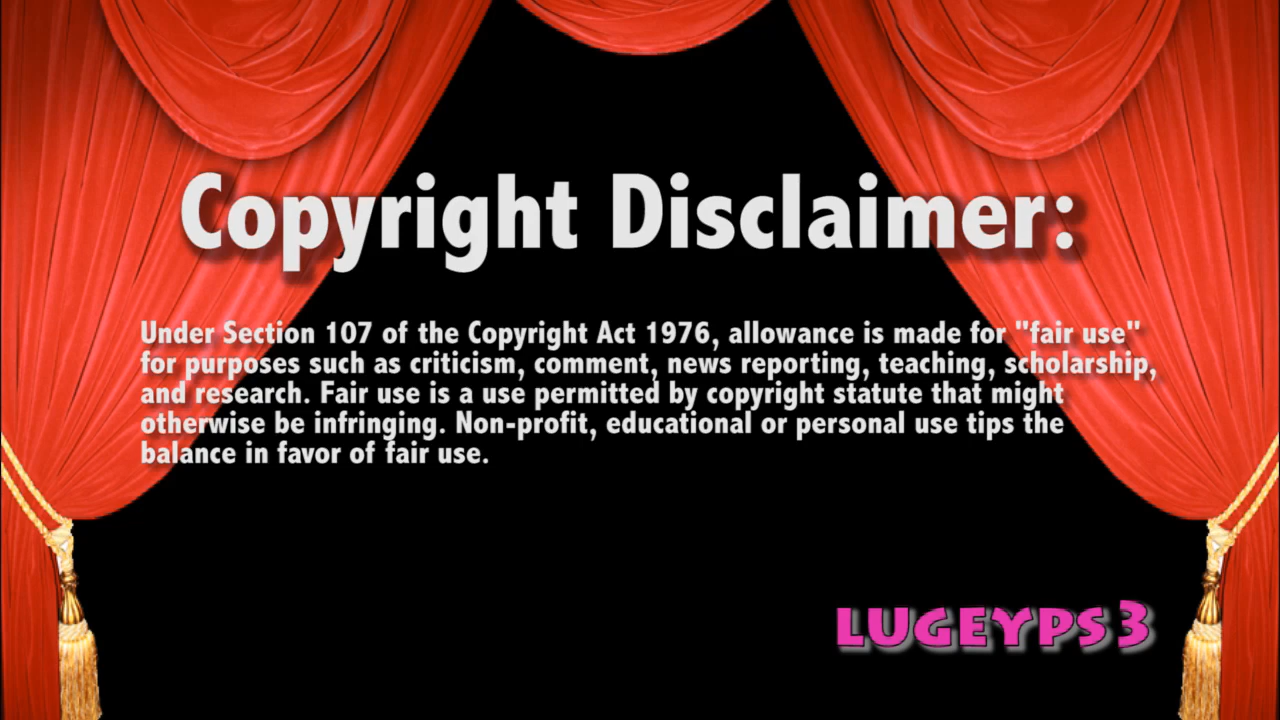 Copyright Disclaimer:
Under Section 107 of the Copyright Act 1976, allowance is made for "fair use"
for purposes such as criticism, comment, news reporting, teaching, scholarship,
and research. Fair use is a use permitted by copyright statute that might
otherwise be infringing. Non-profit, educational or personal use tips the
balance in favor of fair use.
LUGEYPS3